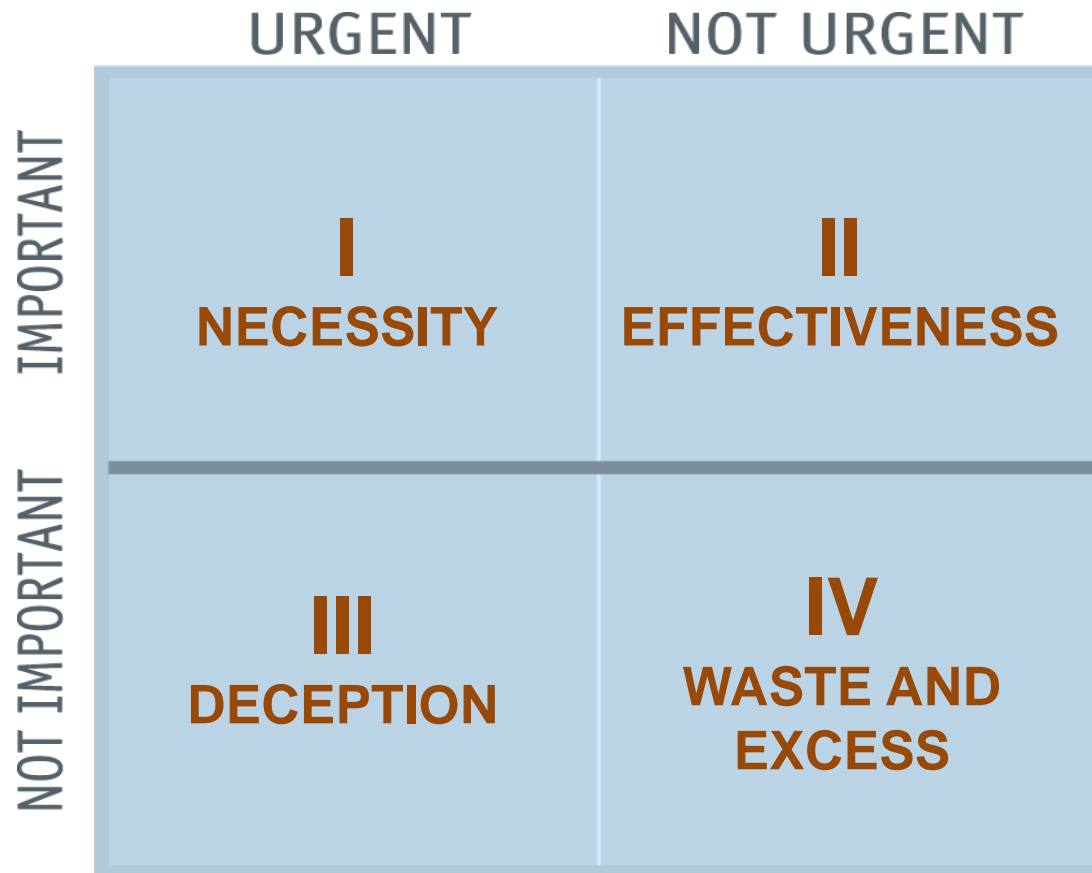 URGENT NOT URGENT
IMPORTANT
I
NECESSITY
II
EFFECTIVENESS
NOT IMPORTANT
III
DECEPTION
IV
WASTE AND
EXCESS